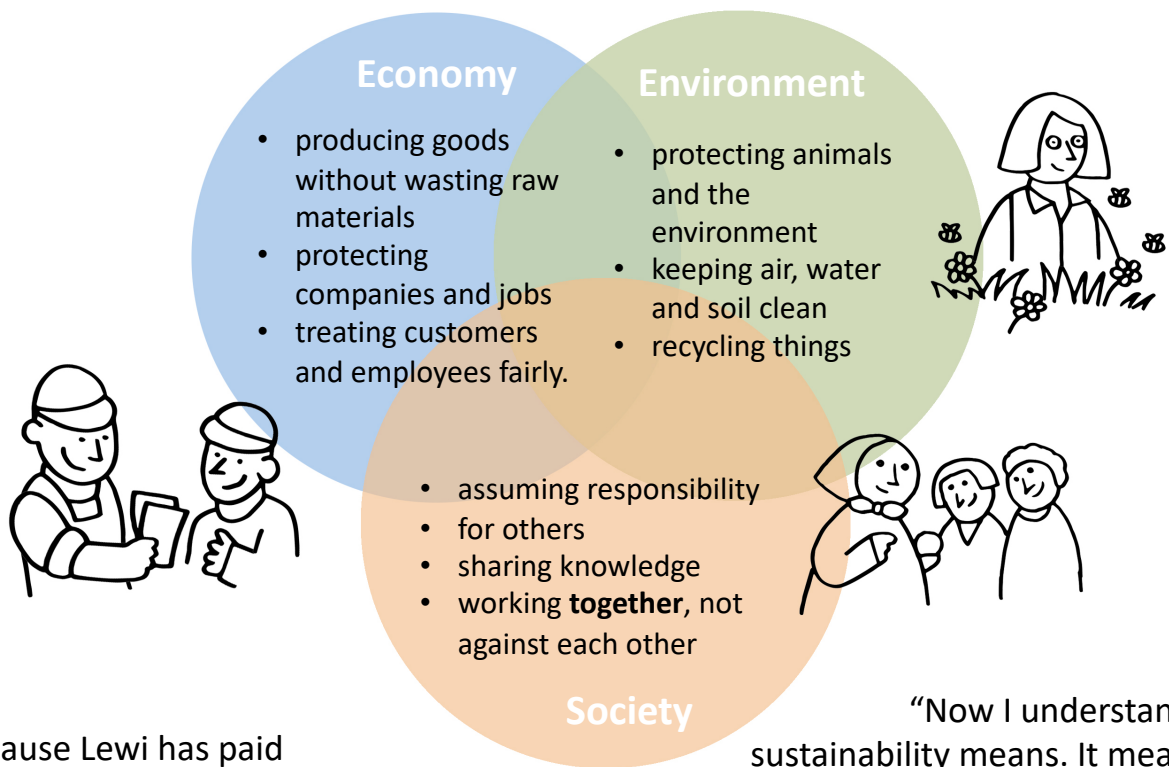 Economy
• producing goods
without wasting raw
materials
• protecting
companies and jobs
• treating customers
and employees fairly.
Environment
• protecting animals
and the
environment
• keeping air, water
and soil clean
• recycling things
• assuming responsibility
• for others
• sharing knowledge
• working together, not
against each other
Society
ause Lewi has paid
“Now I understan
sustainability means. It mea